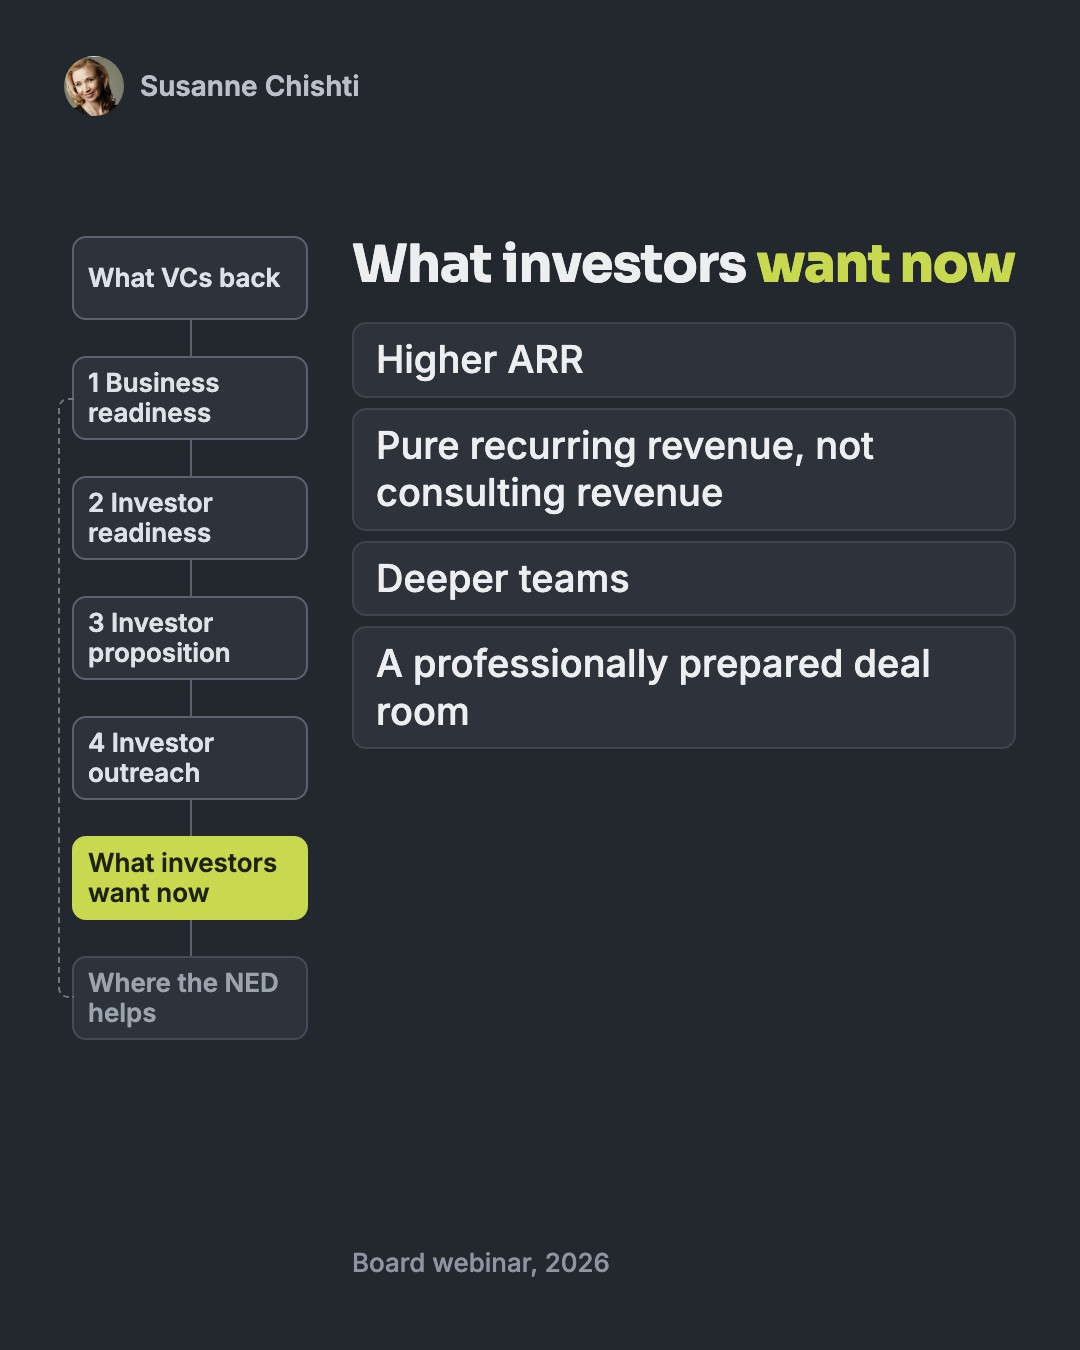 Susanne Chishti
What VCs back
1 Business
readiness
2 Investor
readiness
3 Investor
proposition
4 Investor
outreach
What investors
want now
Where the NED
helps
What investors want now
Higher ARR
Pure recurring revenue, not
consulting revenue
Deeper teams
A professionally prepared deal
room
Board webinar, 2026